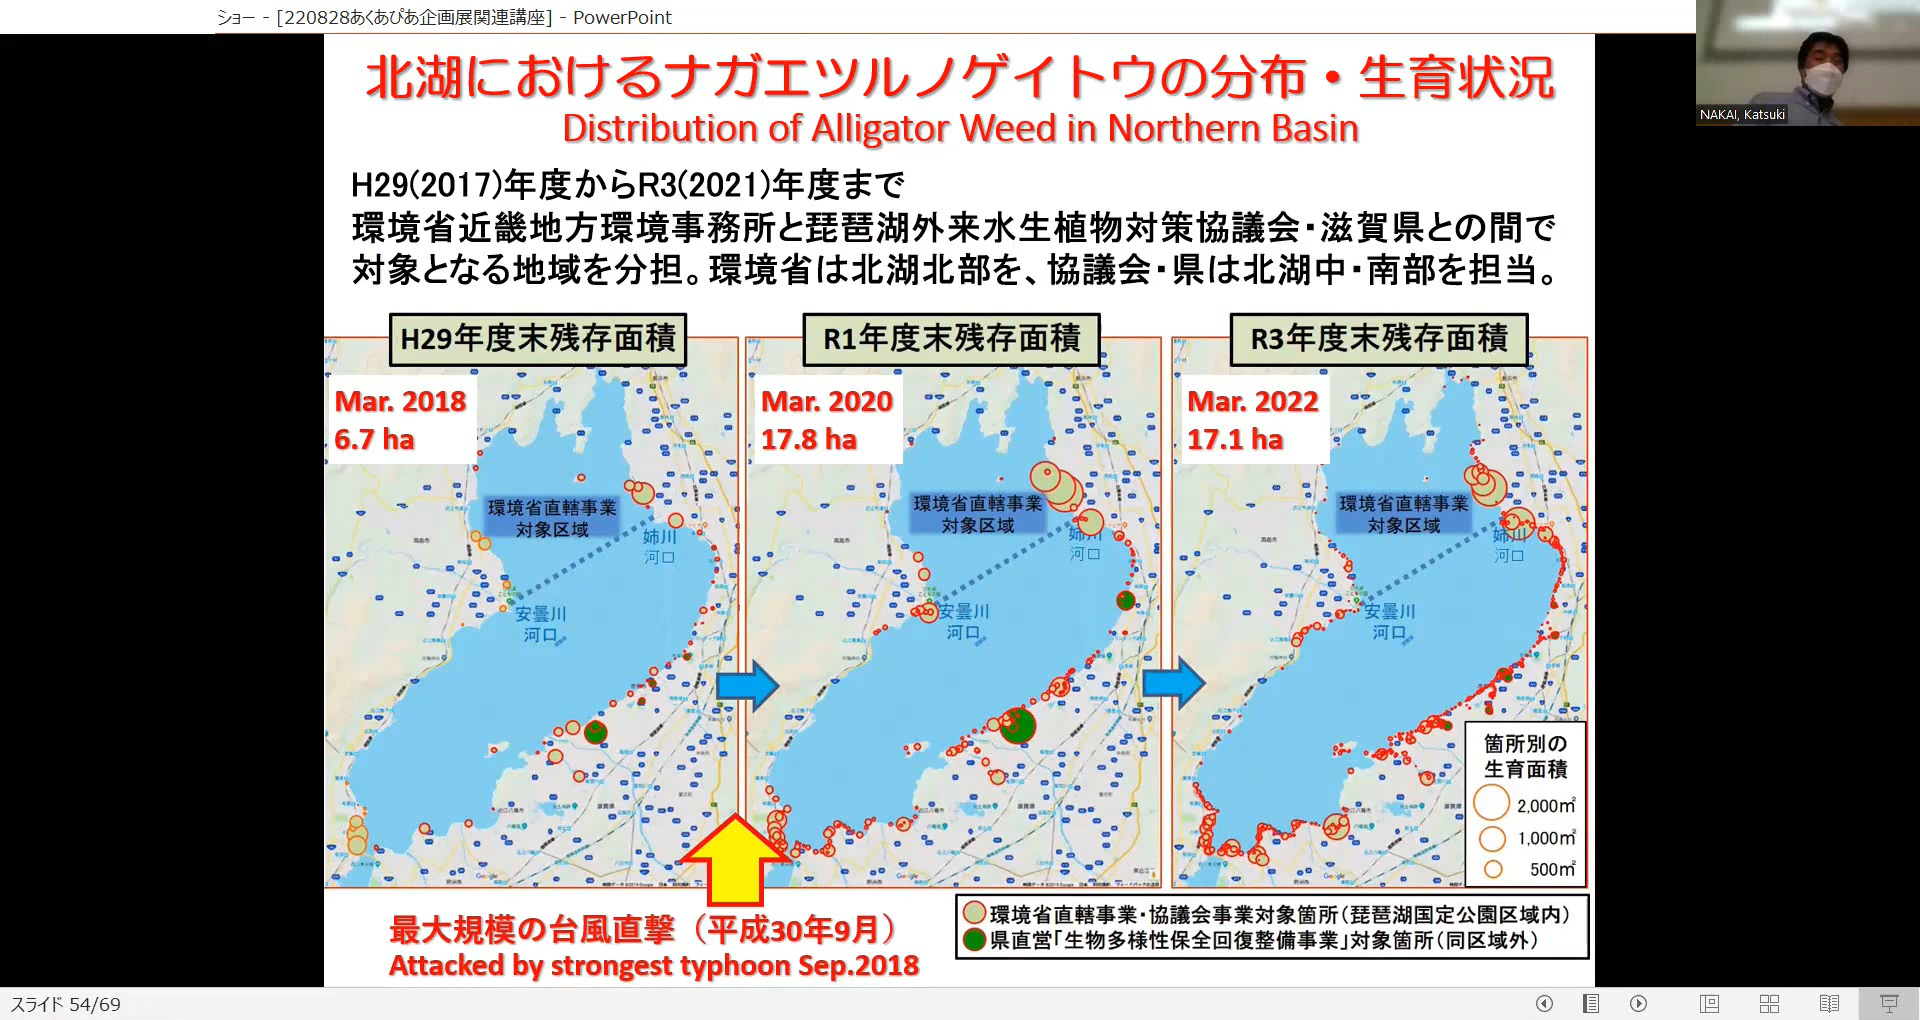 ショー - [220828あくあぴあ企画展関連講座] - PowerPoint
NAKAI, Katsuki
北湖におけるナガエツルノゲイトウの分布・生育状況
Distribution of Alligator Weed in Northern Basin
H29(2017)年度からR3(2021)年度まで
環境省近畿地方環境事務所と琵琶湖外来水生植物対策協議会・滋賀県との間で
対象となる地域を分担。環境省は北湖北部を、協議会・県は北湖中・南部を担当。
H29年度末残存面積
Mar. 2018
6.7 ha
環境省直轄事業
対象区域
姉川
河口
安曇川
河口
R1年度末残存面積
Mar. 2020
17.8 ha
環境省直轄事業
対象区域
姉川
河口
安曇川
河口
R3年度末残存面積
Mar. 2022
17.1 ha
環境省直轄事業
対象区域
姉川
河口
安曇川
河口
箇所別の
生育面積
2,000㎡
1,000㎡
500㎡
最大規模の台風直撃（平成30年9月）
Attacked by strongest typhoon Sep.2018
環境省直轄事業・協議会事業対象箇所（琵琶湖国定公園区域内）
県直営「生物多様性保全回復整備事業」対象箇所（同区域外）
スライド 54/69